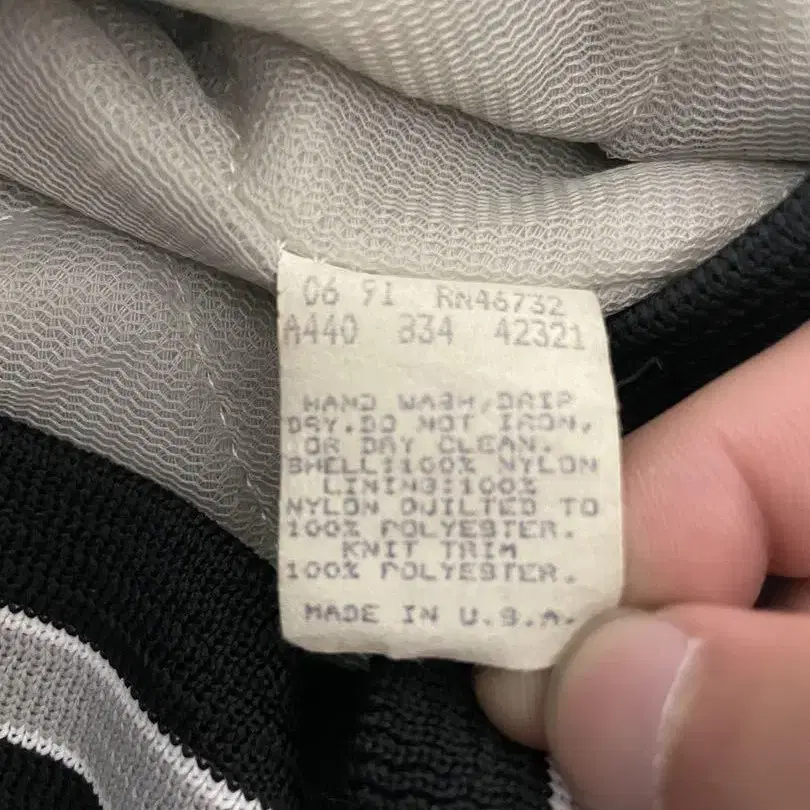 06 91 RN46732
A440 834 42321
HAND WASH, DRIP
DRY. DO NOT IRON,
OR DRY CLEAN.
SHELL:100% NYLON
LINING:100%
NYLON QUILTED TO
100% POLYESTER.
KNIT TRIM
100% POLYESTER.
MADE IN U.S.A.